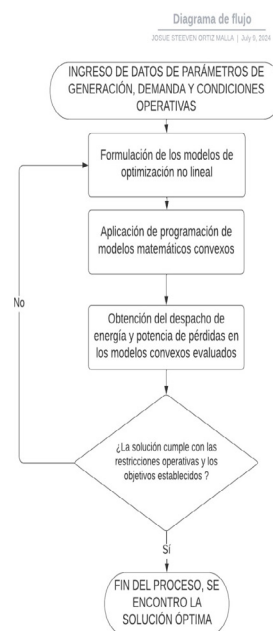 Diagrama de flujo
JOSUE STEEVEN ORTIZ MALLA | July 5, 2024
INGRESO DE DATOS DE PARÁMETROS DE
GENERACIÓN, DEMANDA Y CONDICIONES
OPERATIVAS
Formulación de los modelos de
optimización no lineal
Aplicación de programación de
modelos matemáticos convexos
Obtención del despacho de
energía y potencia de pérdidas en
los modelos convexos evaluados
No
¿La solución cumple con las
restricciones operativas y los
objetivos establecidos ?
Sí
FIN DEL PROCESO, SE
ENCONTRO LA
SOLUCIÓN ÓPTIMA